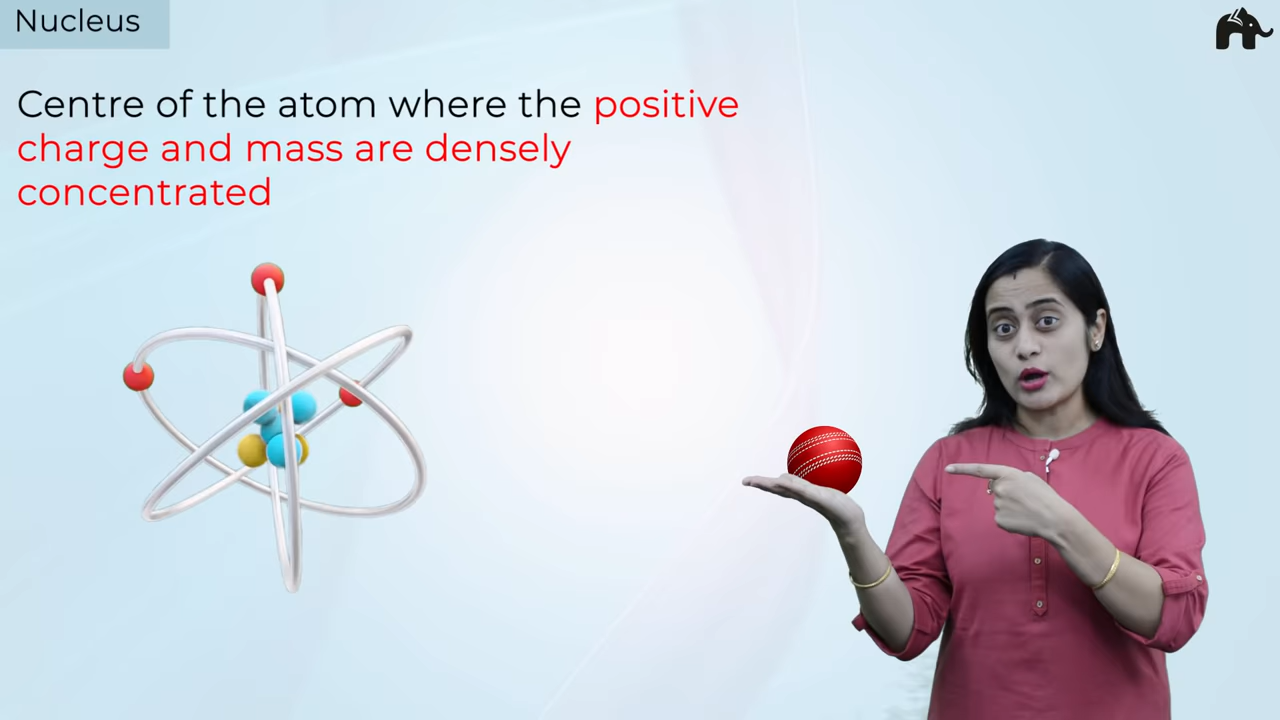 Nucleus
Centre of the atom where the positive
charge and mass are densely
concentrated